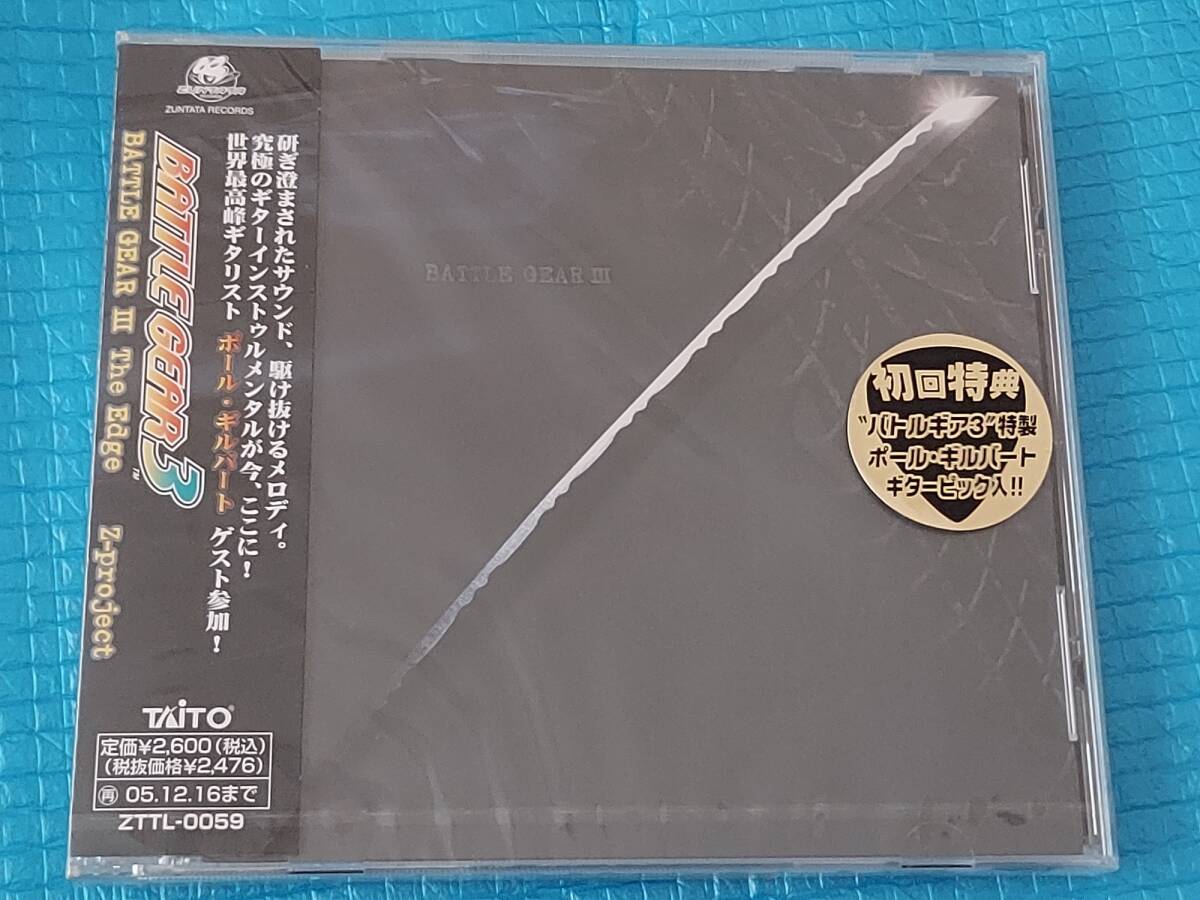 ZUNTATA
ZUNTATA RECORDS
研ぎ澄まされたサウンド、駆け抜けるメロディ。
究極のギターインストゥルメンタルが今、ここに!
世界最高峰ギタリスト ポール・ギルバート ゲスト参加!
BATTLE GEAR 3™
BATTLE GEAR III The Edge Z-project
TAITO®
定価¥2,600(税込)
(税抜価格¥2,476)
再 05.12.16まで
ZTTL-0059
BATTLE GEAR III
初回特典
"バトルギア3"特製
ポール・ギルバート
ギターピック入!!